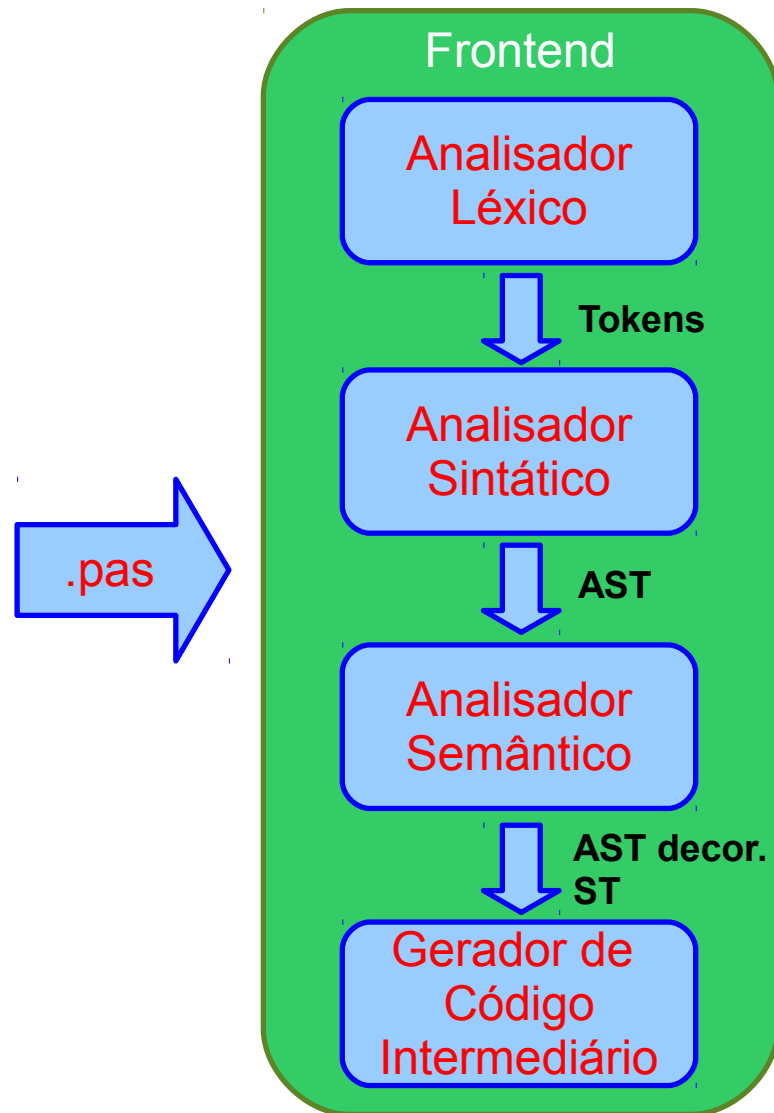 Frontend
Analisador
Léxico
Tokens
Analisador
Sintático
.pas
AST
Analisador
Semântico
AST decor.
ST
Gerador de
Código
Intermediário